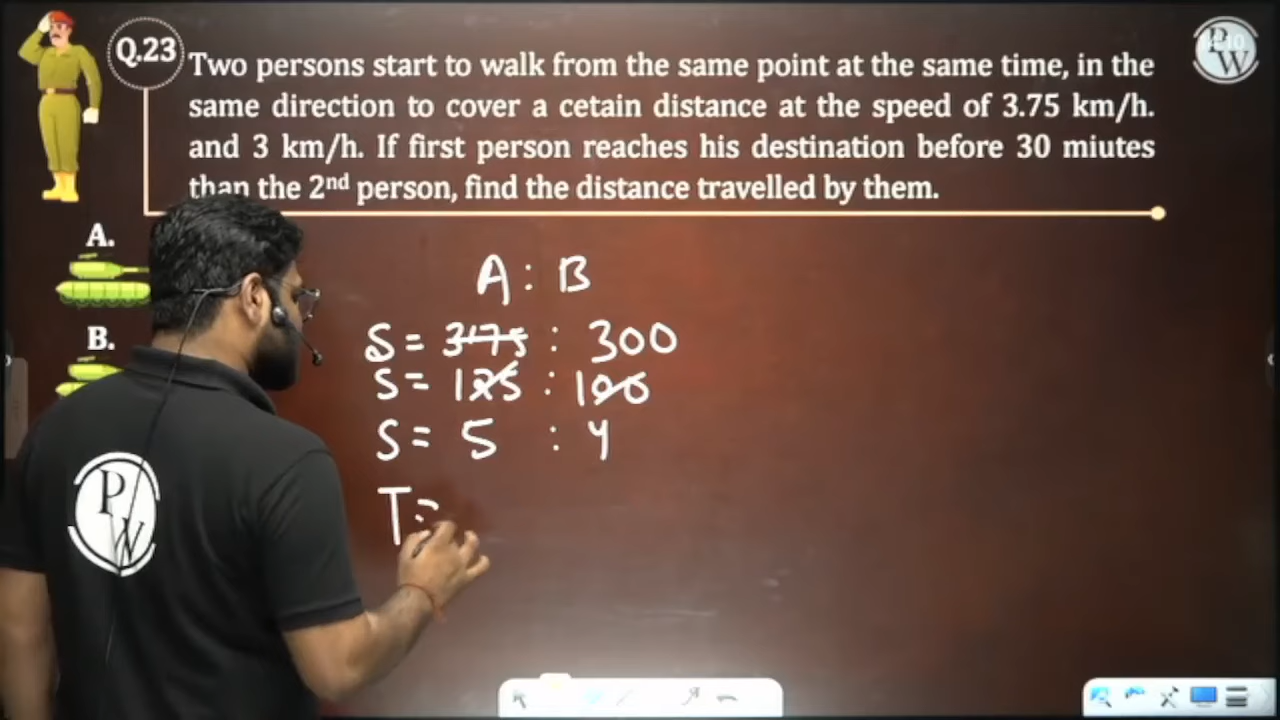 Q.23
Two persons start to walk from the same point at the same time, in the
same direction to cover a cetain distance at the speed of 3.75 km/h.
and 3 km/h. If first person reaches his destination before 30 miutes
than the 2nd person, find the distance travelled by them.
PW
A.
B.
A : B
S = 375 : 300
S = 125 : 100
S = 5 : 4
T =
PW